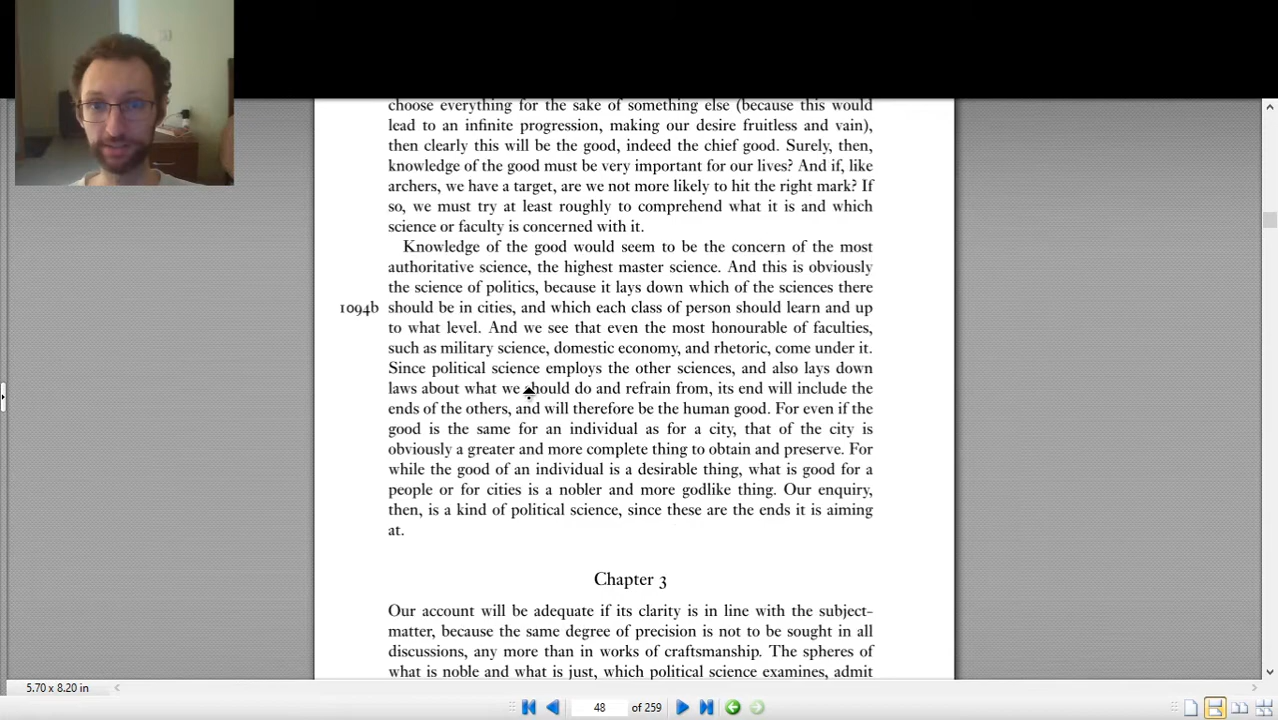 choose everything for the sake of something else (because this would
lead to an infinite progression, making our desire fruitless and vain),
then clearly this will be the good, indeed the chief good. Surely, then,
knowledge of the good must be very important for our lives? And if, like
archers, we have a target, are we not more likely to hit the right mark? If
so, we must try at least roughly to comprehend what it is and which
science or faculty is concerned with it.
Knowledge of the good would seem to be the concern of the most
authoritative science, the highest master science. And this is obviously
the science of politics, because it lays down which of the sciences there
1094b should be in cities, and which each class of person should learn and up
to what level. And we see that even the most honourable of faculties,
such as military science, domestic economy, and rhetoric, come under it.
Since political science employs the other sciences, and also lays down
laws about what we should do and refrain from, its end will include the
ends of the others, and will therefore be the human good. For even if the
good is the same for an individual as for a city, that of the city is
obviously a greater and more complete thing to obtain and preserve. For
while the good of an individual is a desirable thing, what is good for a
people or for cities is a nobler and more godlike thing. Our enquiry,
then, is a kind of political science, since these are the ends it is aiming
at.
Chapter 3
Our account will be adequate if its clarity is in line with the subject-
matter, because the same degree of precision is not to be sought in all
discussions, any more than in works of craftsmanship. The spheres of
what is noble and what is just, which political science examines, admit
5.70 x 8.20 in
48 of 259